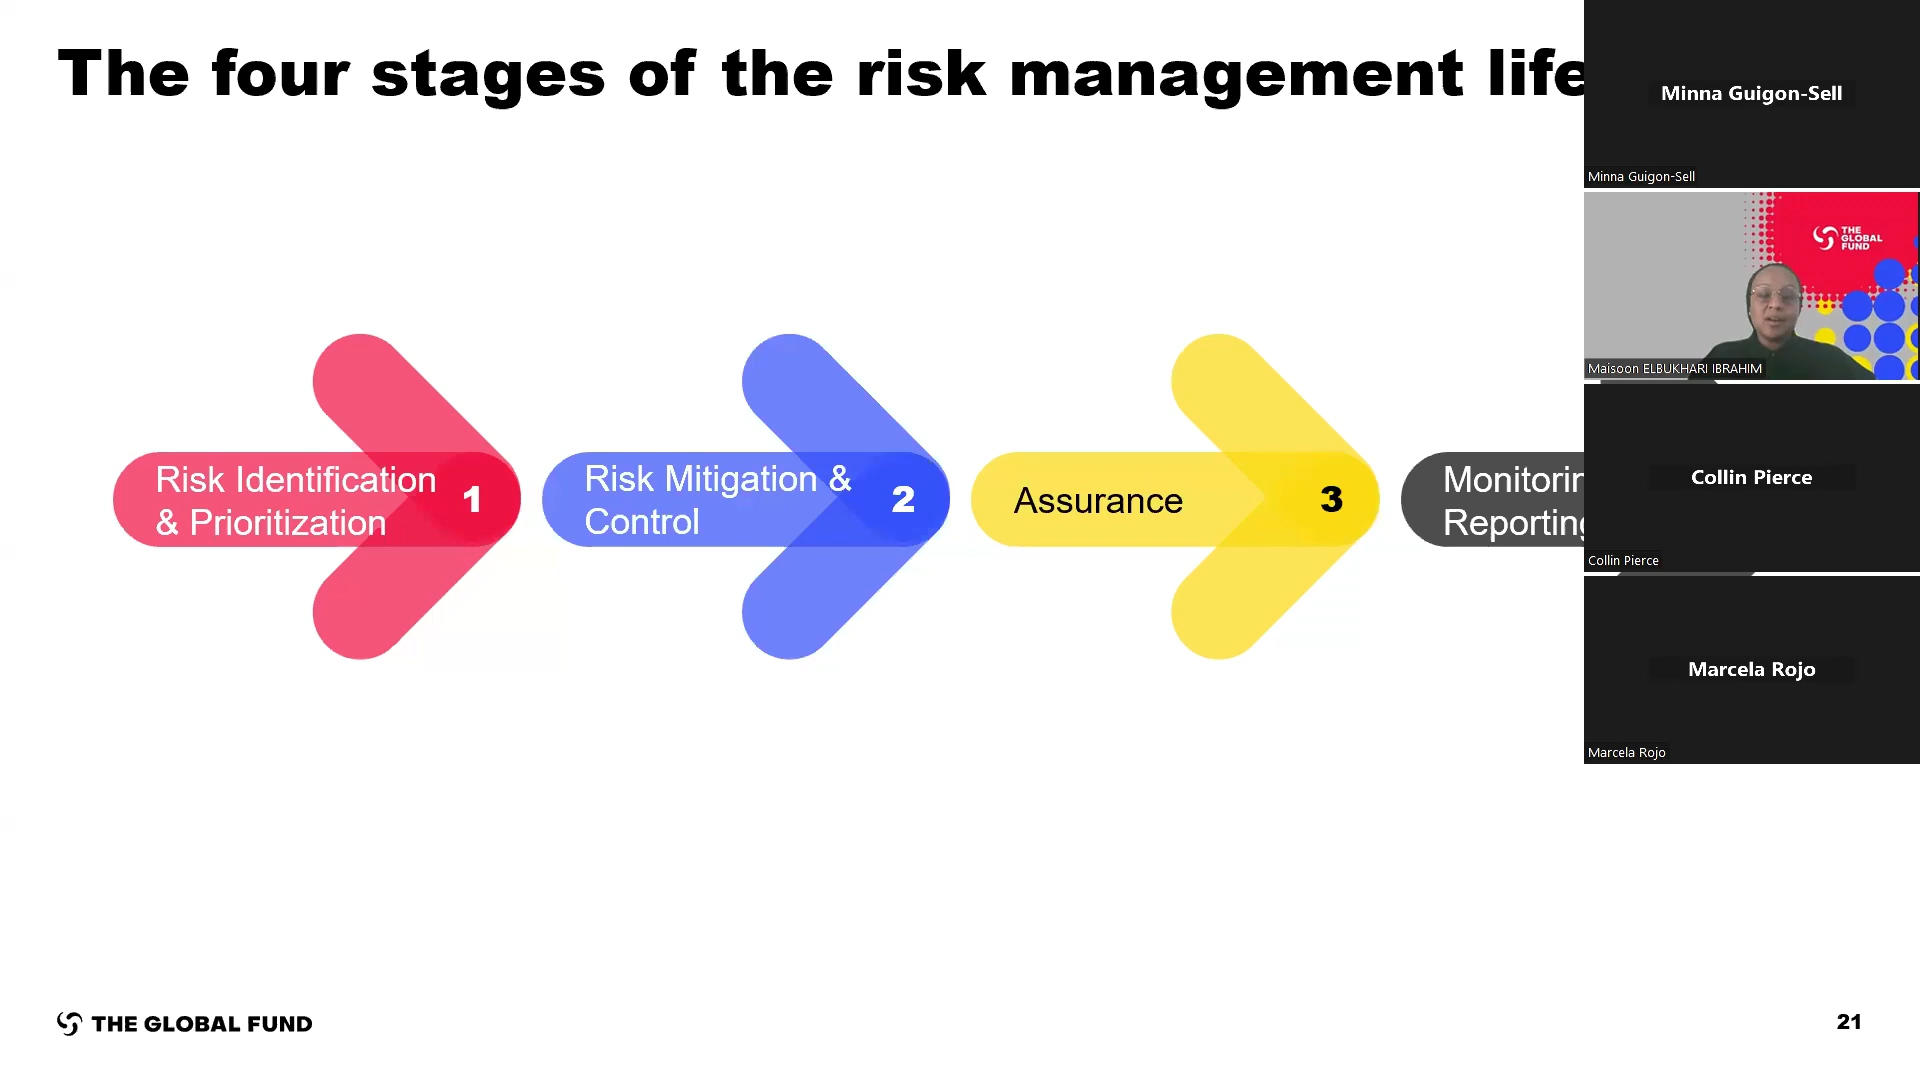 The four stages of the risk management life
Risk Identification
& Prioritization
1
Risk Mitigation &
Control
2
Assurance
3
Monitorin
Reporting
Minna Guigon-Sell
Minna Guigon-Sell
THE
GLOBAL
FUND
Maisoon ELBUKHARI IBRAHIM
Collin Pierce
Collin Pierce
Marcela Rojo
Marcela Rojo
THE GLOBAL FUND
21